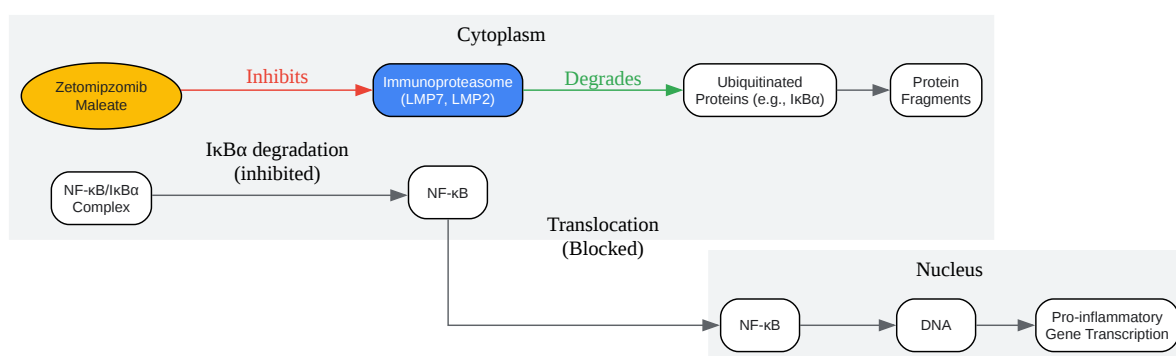 Cytoplasm
Zetomipzomib
Maleate
Inhibits
Immunoproteasome
(LMP7, LMP2)
Degrades
Ubiquitinated
Proteins (e.g., IκBα)
Protein
Fragments
IκBα degradation
(inhibited)
NF-κB/IκBα
Complex
NF-κB
Translocation
(Blocked)
Nucleus
NF-κB
DNA
Pro-inflammatory
Gene Transcription